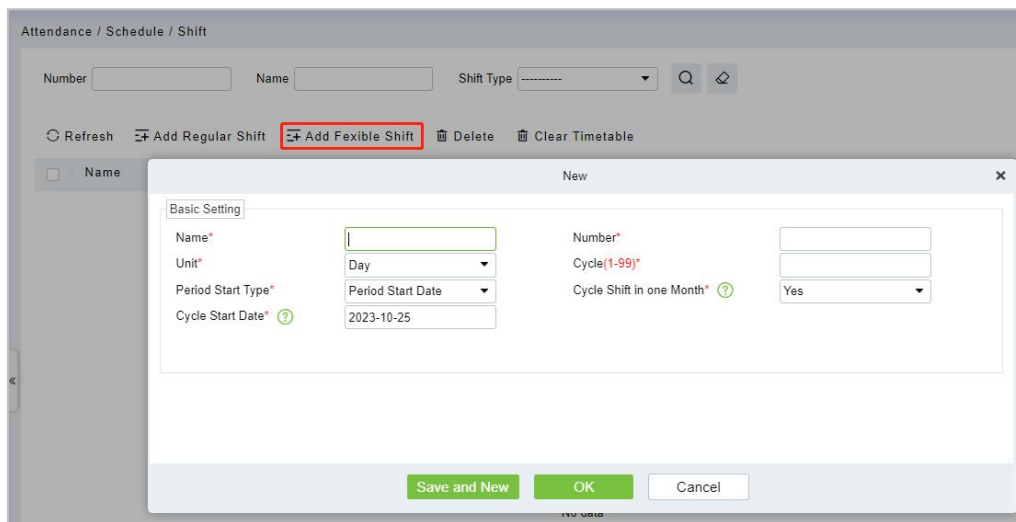 Attendance / Schedule / Shift
Number Name Shift Type ----------
Refresh Add Regular Shift Add Fexible Shift Delete Clear Timetable
Name
New
Basic Setting
Name* Number*
Unit* Day Cycle(1-99)*
Period Start Type* Period Start Date Cycle Shift in one Month* ? Yes
Cycle Start Date* ? 2023-10-25
Save and New OK Cancel
No data